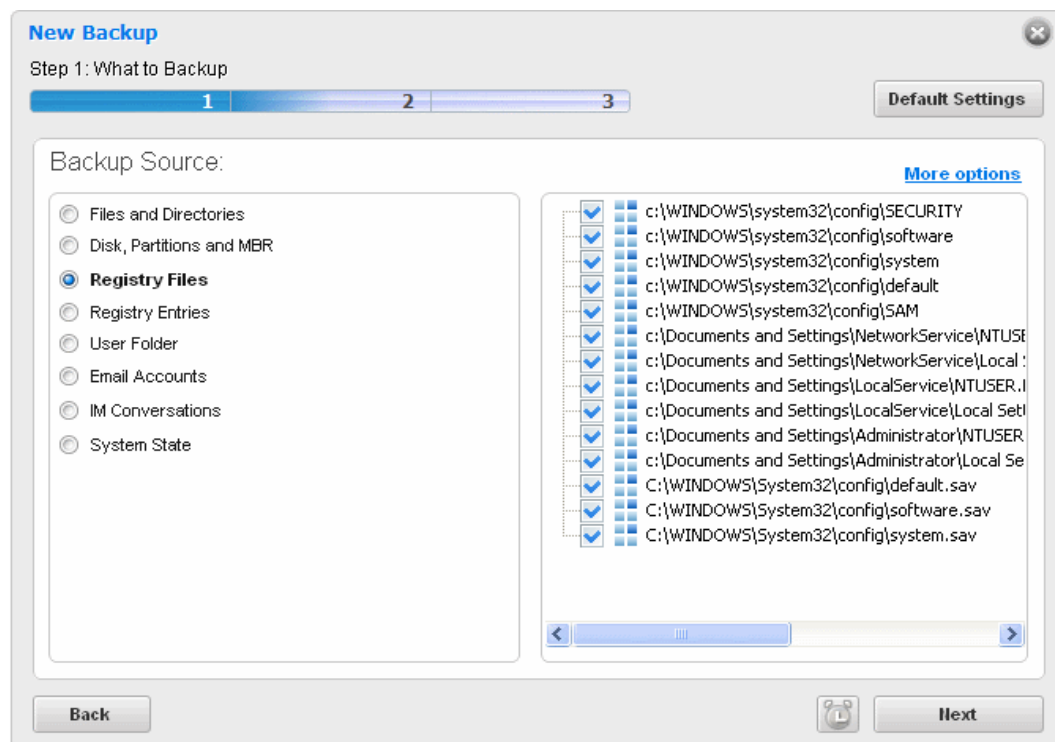 New Backup
Step 1: What to Backup
1 2 3
Default Settings
Backup Source:
More options
Files and Directories
Disk, Partitions and MBR
Registry Files
Registry Entries
User Folder
Email Accounts
IM Conversations
System State
c:\WINDOWS\system32\config\SECURITY
c:\WINDOWS\system32\config\software
c:\WINDOWS\system32\config\system
c:\WINDOWS\system32\config\default
c:\WINDOWS\system32\config\SAM
c:\Documents and Settings\NetworkService\NTUSE
c:\Documents and Settings\NetworkService\Local
c:\Documents and Settings\LocalService\NTUSER.
c:\Documents and Settings\LocalService\Local Set
c:\Documents and Settings\Administrator\NTUSER
c:\Documents and Settings\Administrator\Local Se
C:\WINDOWS\System32\config\default.sav
C:\WINDOWS\System32\config\software.sav
C:\WINDOWS\System32\config\system.sav
Back
Next